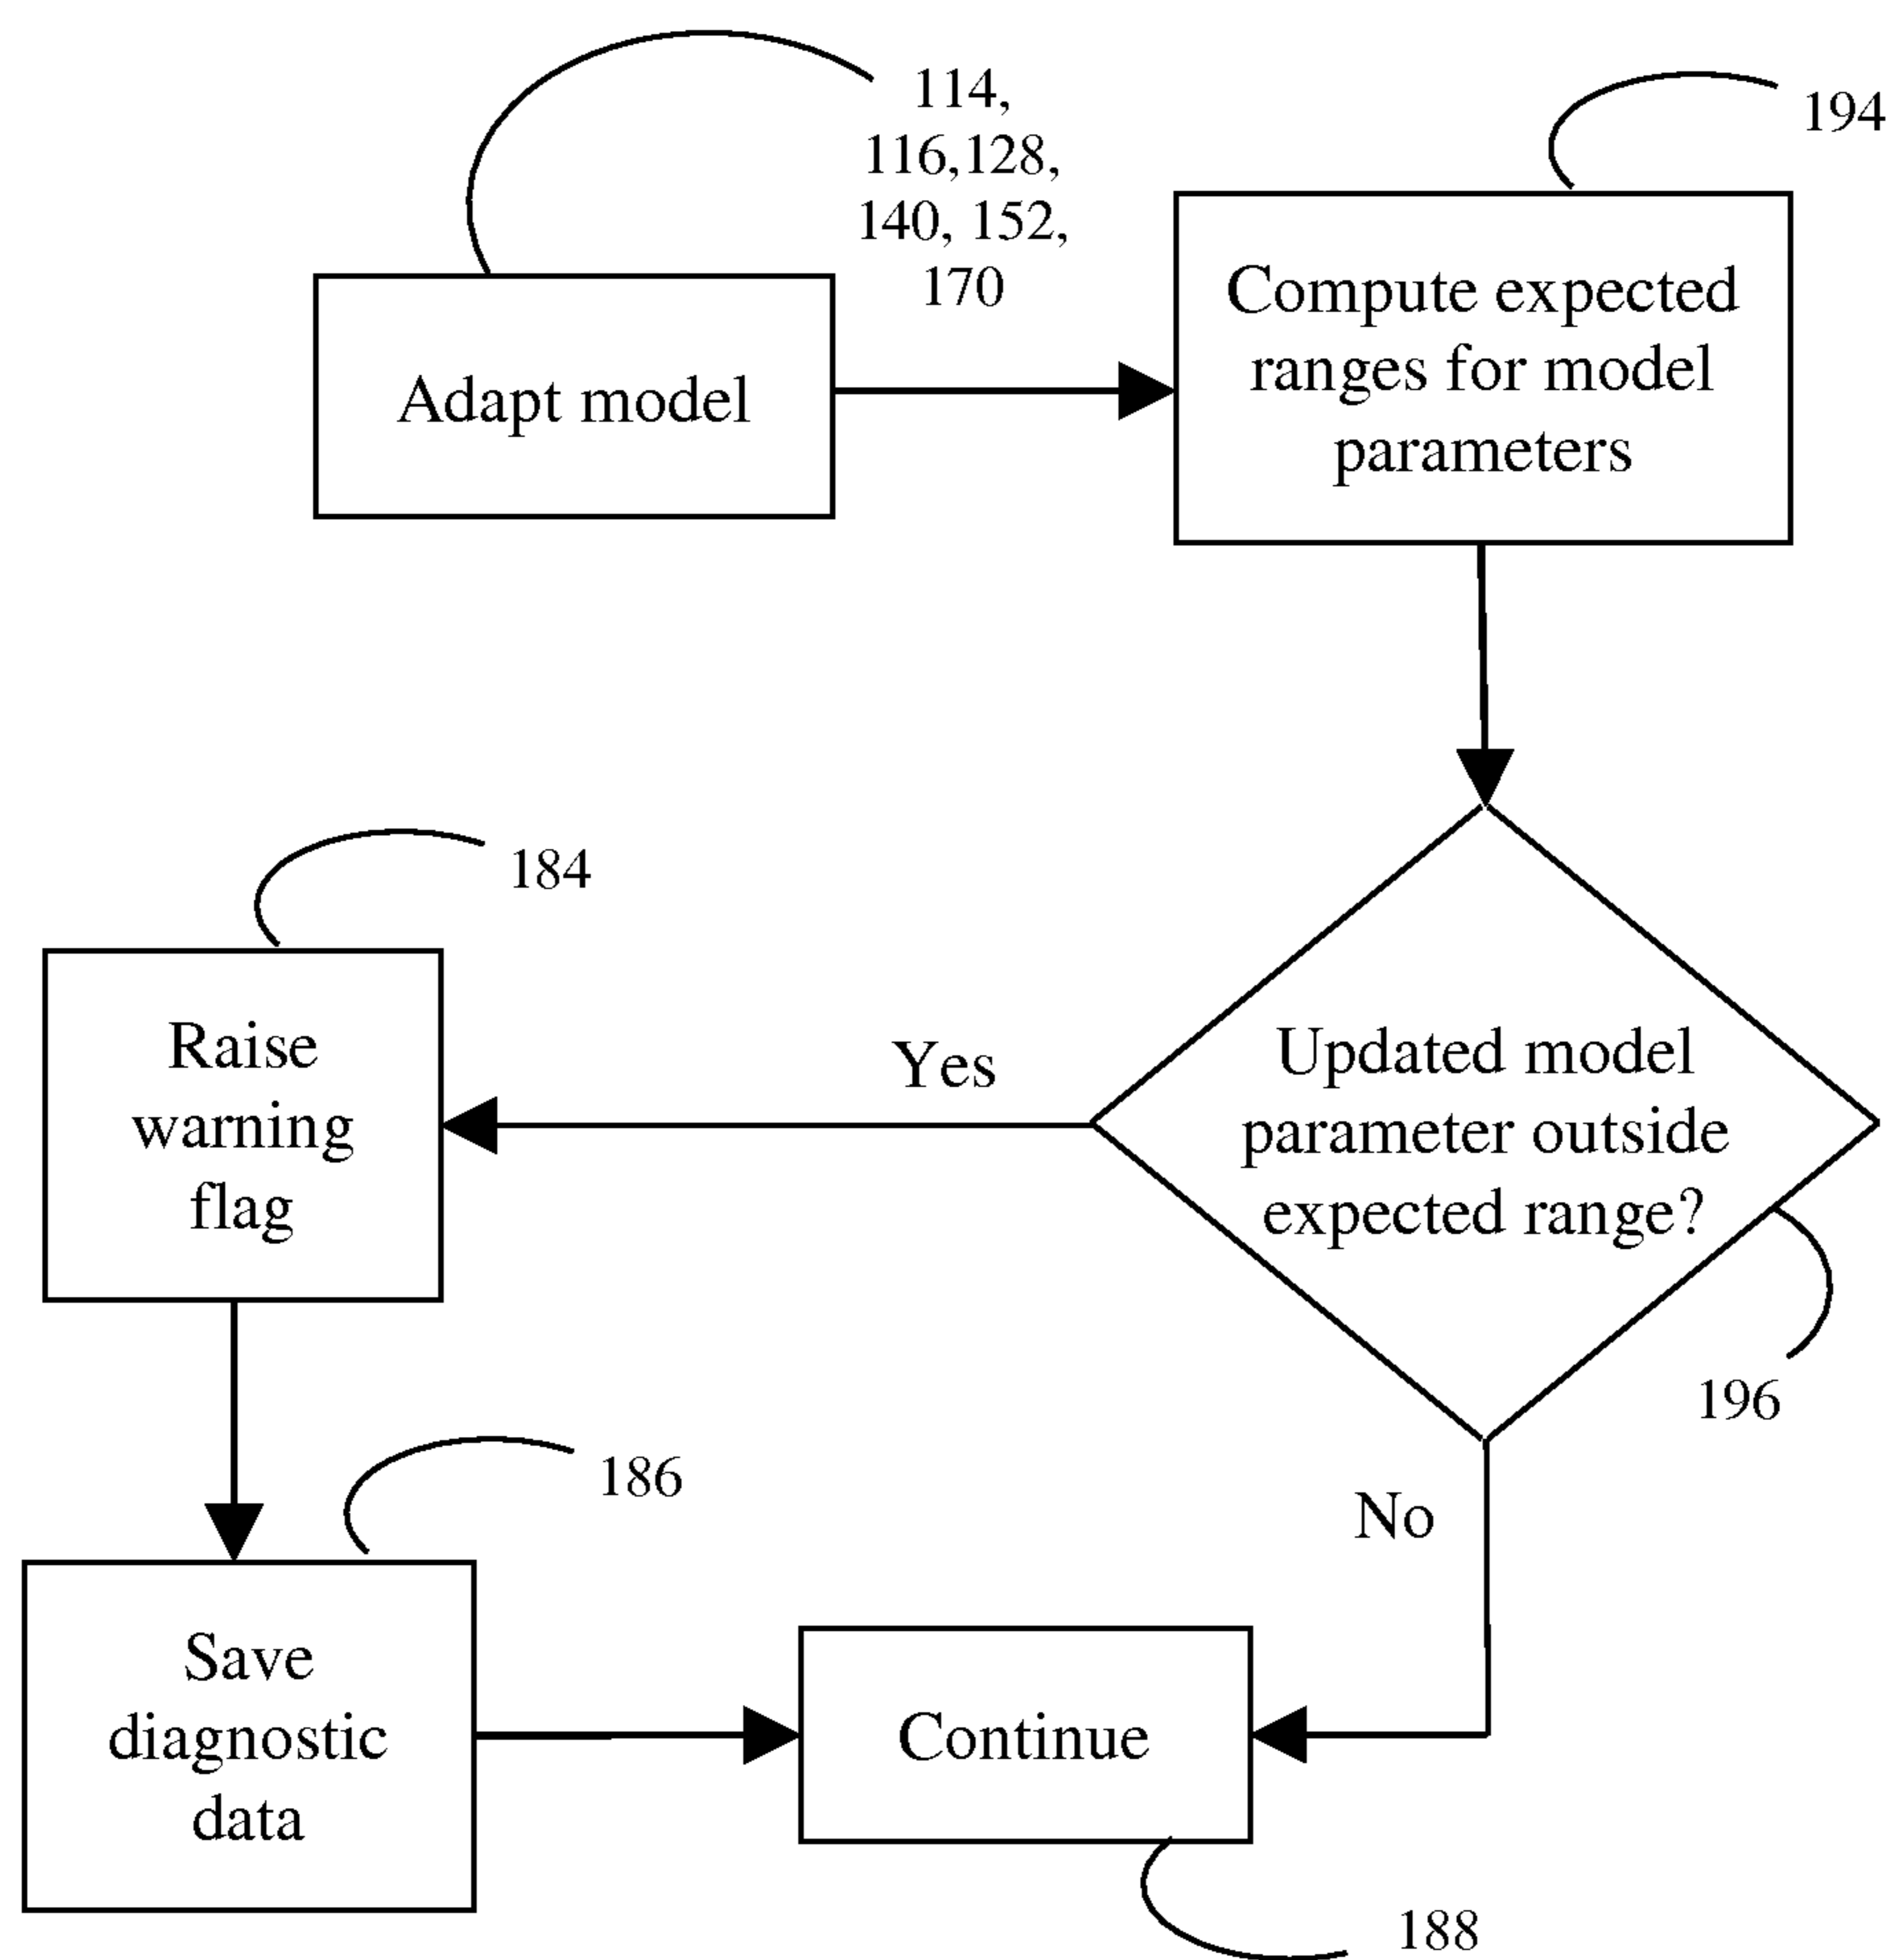 114,
116,128,
140, 152,
170
194
Adapt model
Compute expected
ranges for model
parameters
184
Raise
warning
flag
Yes
Updated model
parameter outside
expected range?
196
186
No
Save
diagnostic
data
Continue
188